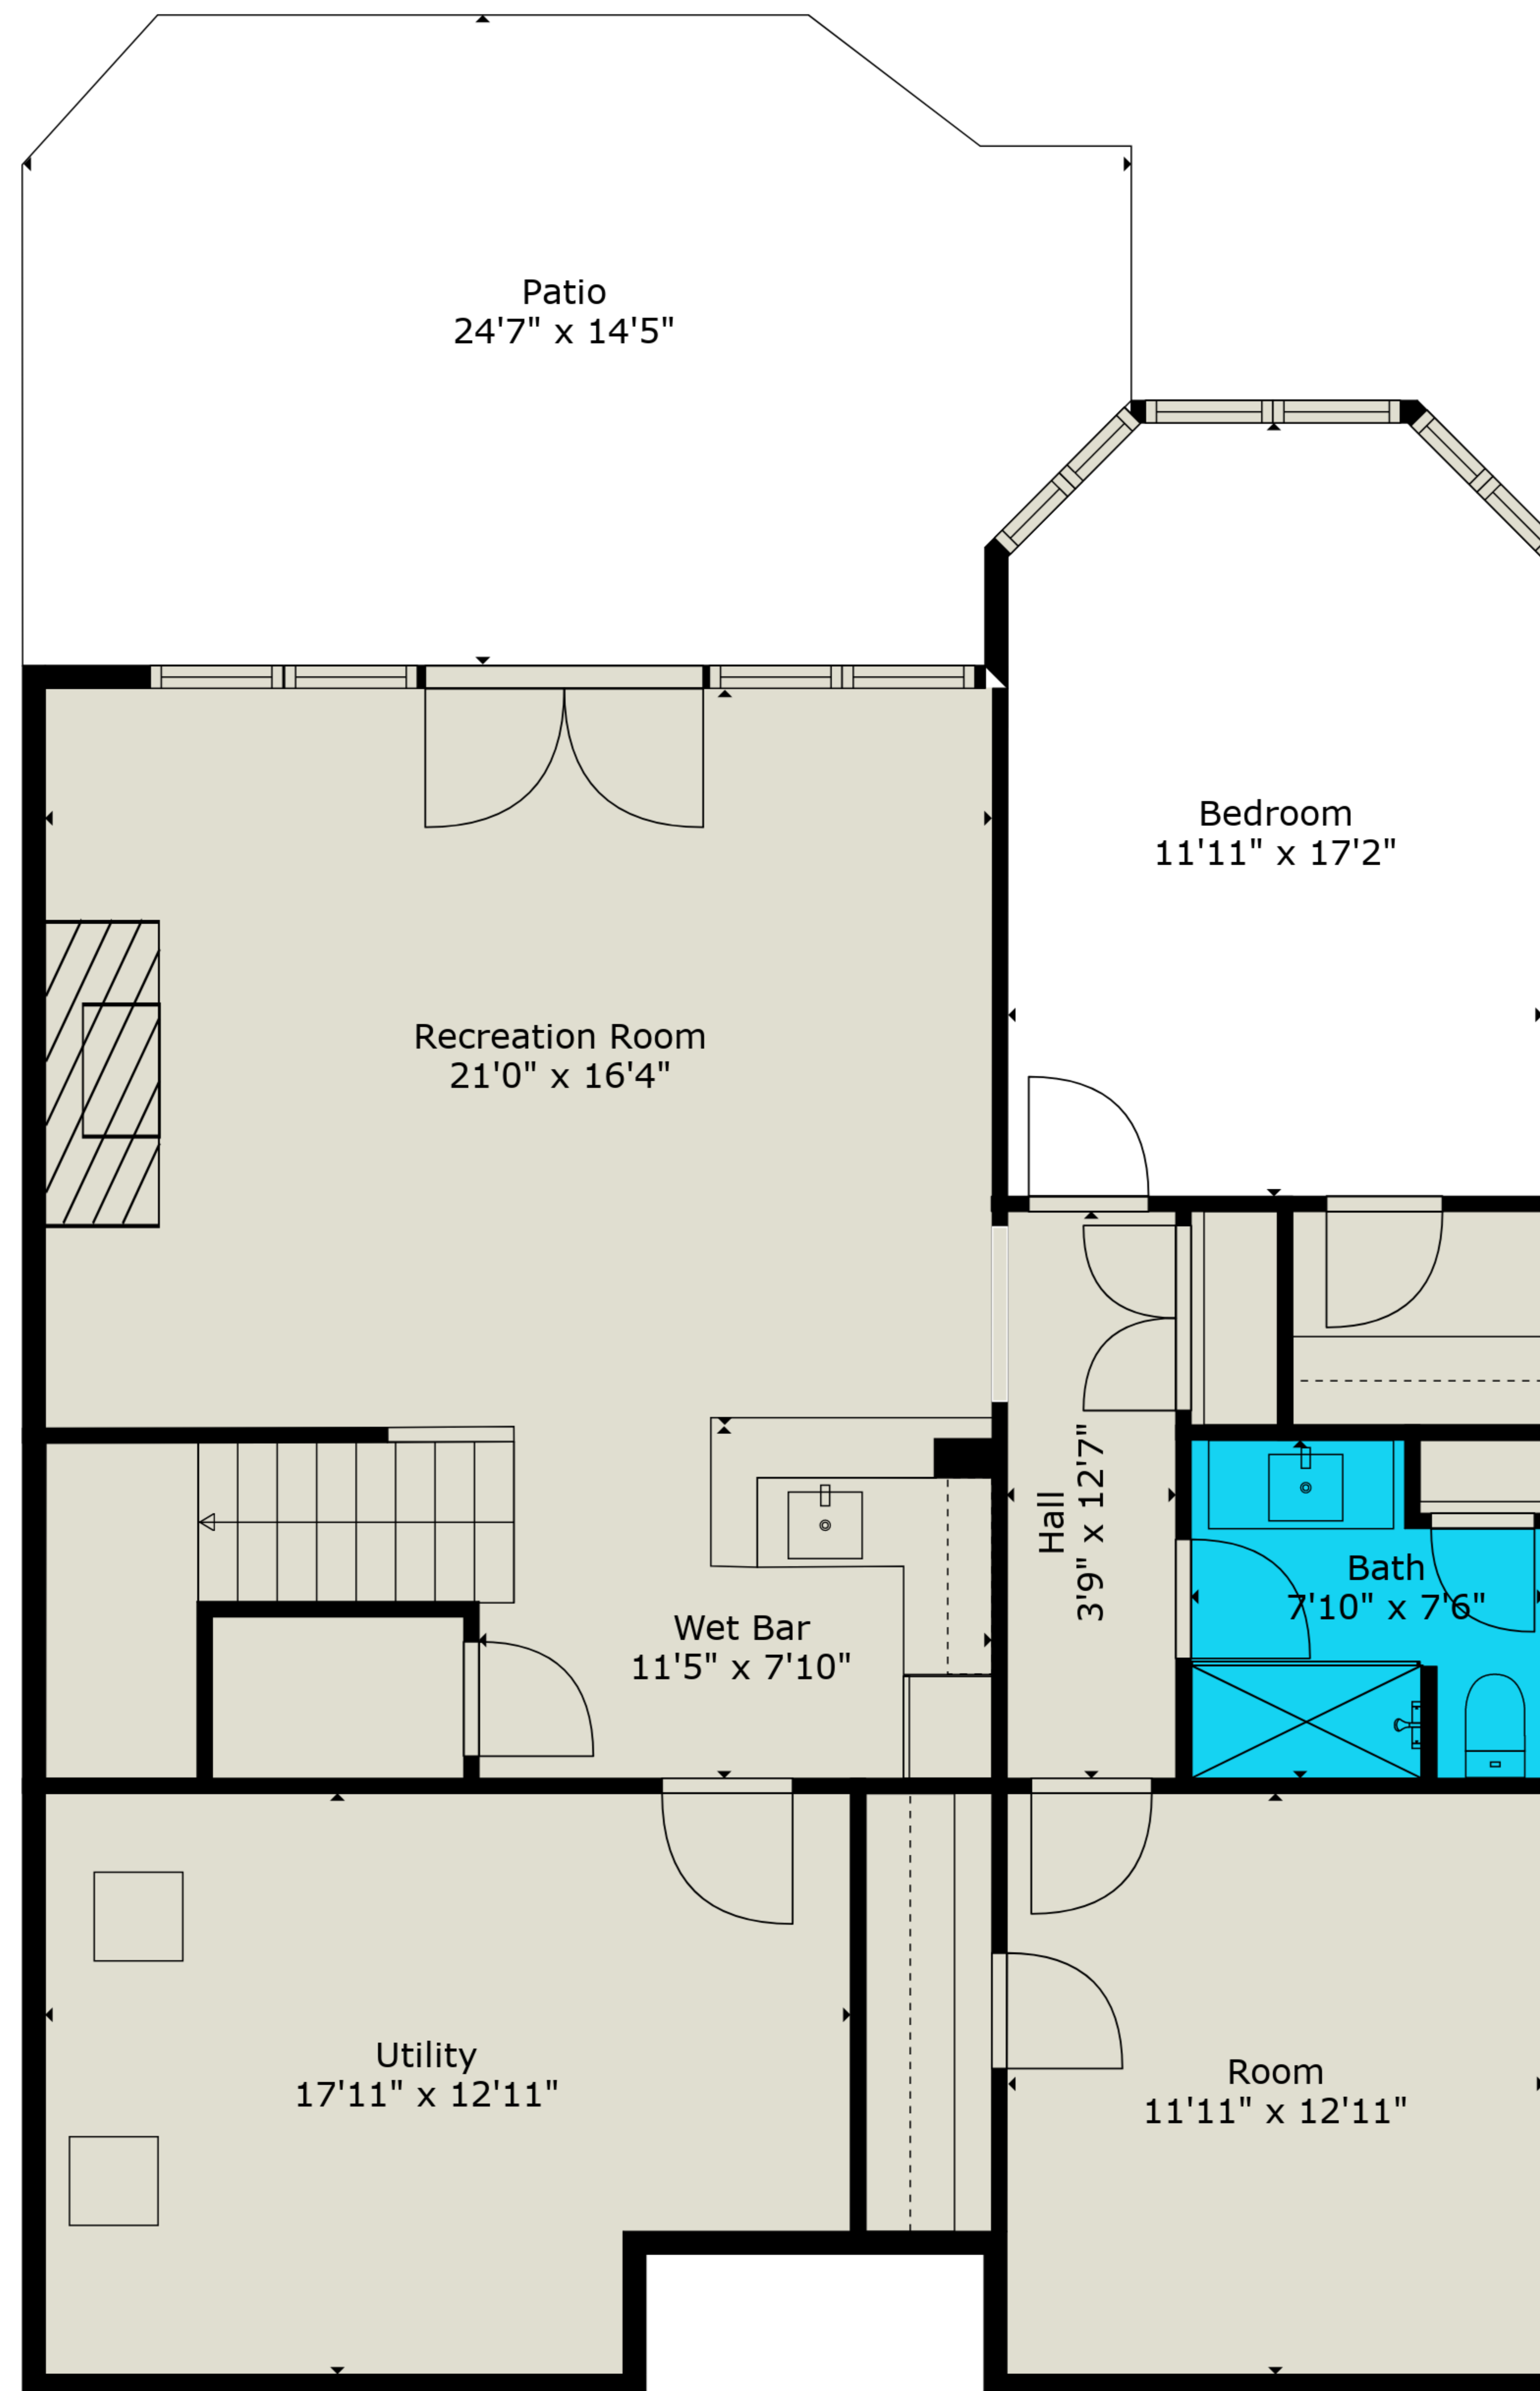 Patio
24'7" x 14'5"
Bedroom
11'11" x 17'2"
Recreation Room
21'0" x 16'4"
Hall
3'9" x 12'7"
Bath
7'10" x 7'6"
Wet Bar
11'5" x 7'10"
Utility
17'11" x 12'11"
Room
11'11" x 12'11"